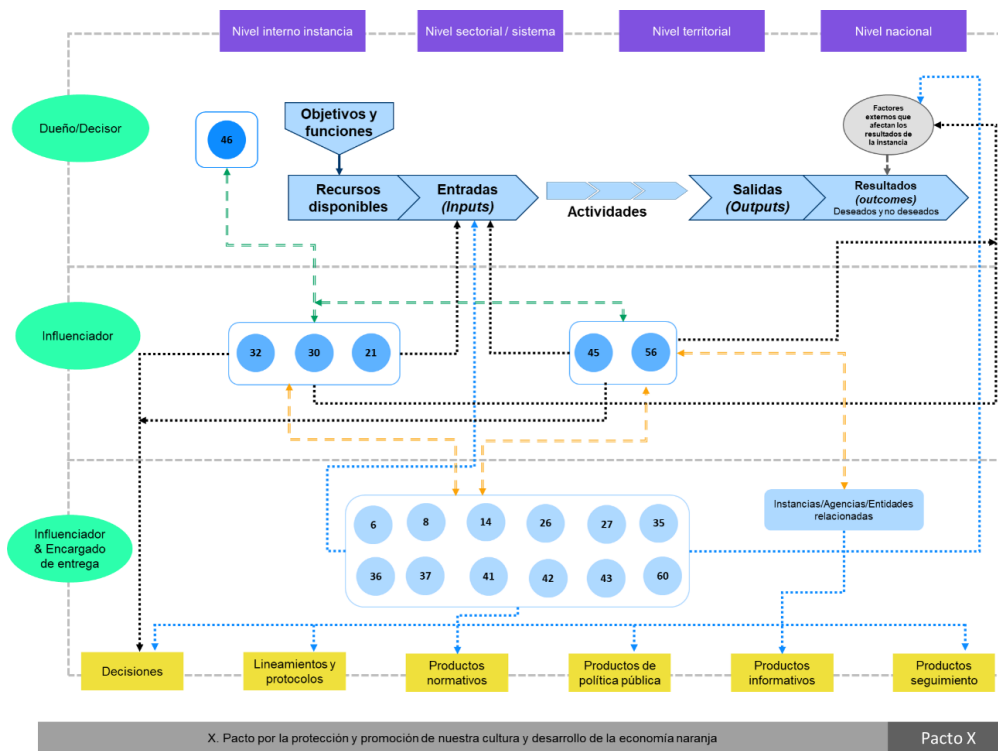 Nivel interno instancia
Nivel sectorial / sistema
Nivel territorial
Nivel nacional
Dueño/Decisor
46
Objetivos y
funciones
Factores
externos que
afectan los
resultados de
la instancia
Recursos
disponibles
Entradas
(Inputs)
Actividades
Salidas
(Outputs)
Resultados
(outcomes)
Deseados y no deseados
Influenciador
32
30
21
45
56
Influenciador
& Encargado
de entrega
6
8
14
26
27
35
36
37
41
42
43
60
Instancias/Agencias/Entidades
relacionadas
Decisiones
Lineamientos y
protocolos
Productos
normativos
Productos de
política pública
Productos
informativos
Productos
seguimiento
X. Pacto por la protección y promoción de nuestra cultura y desarrollo de la economía naranja
Pacto X